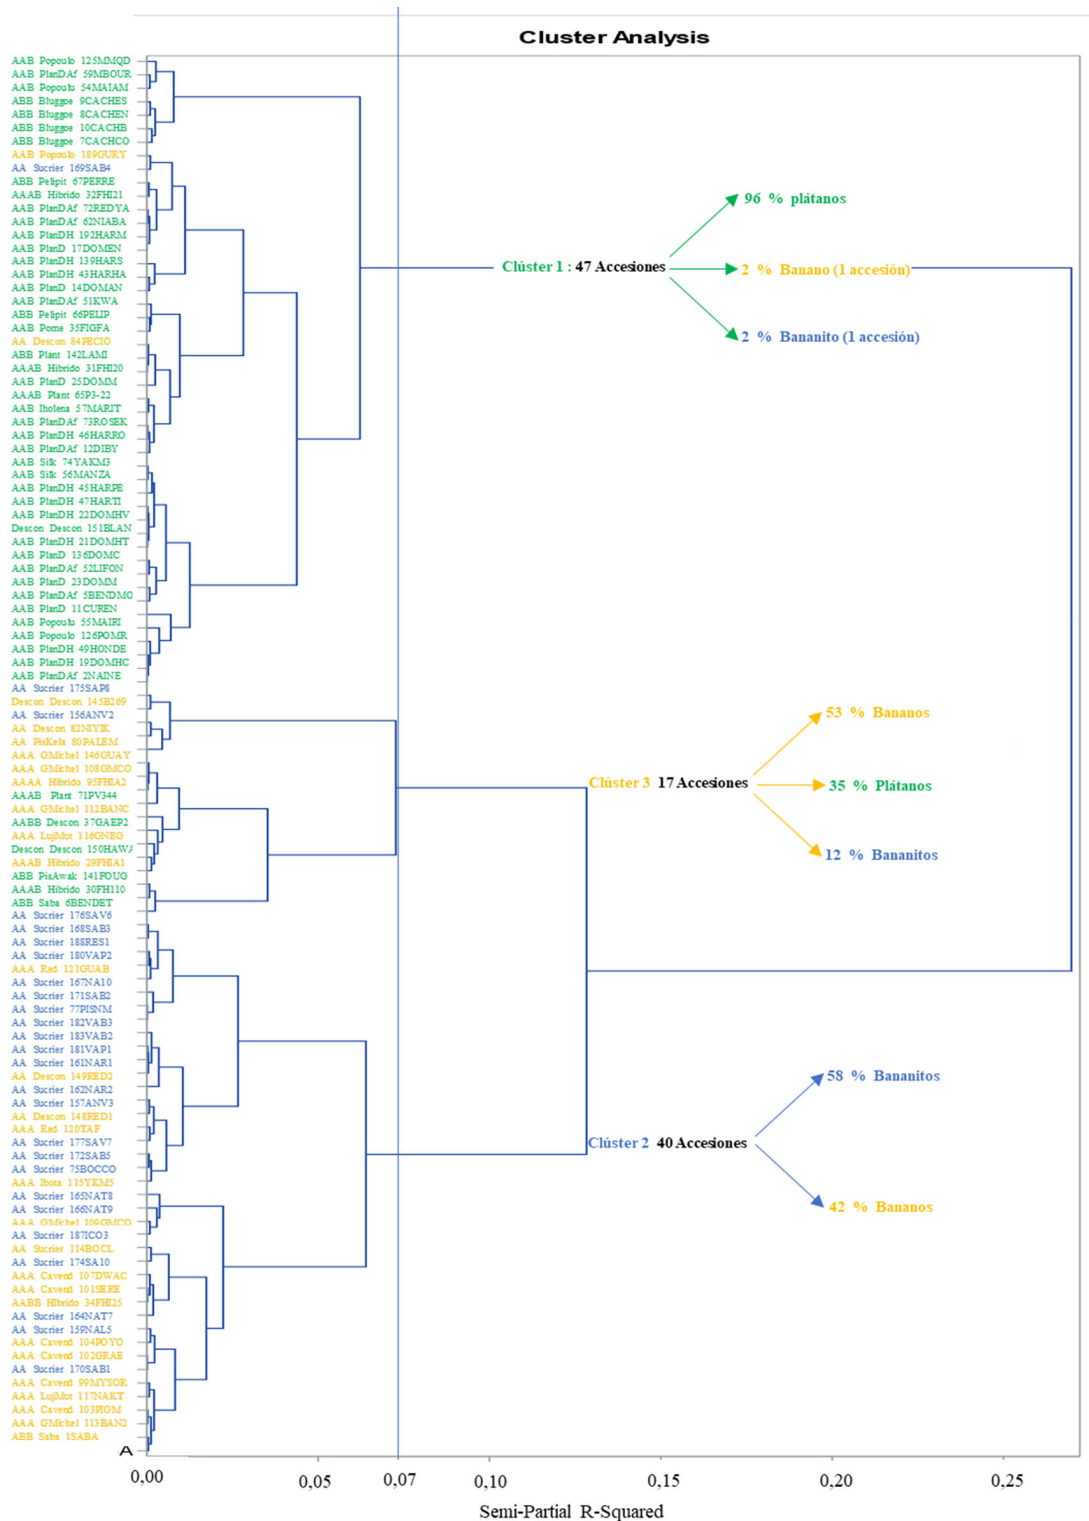 Cluster Analysis
AAB Popoulo 125MMQD
AAB PlanDAf 59MBOUR
AAB Popoulu 54MAIAM
ABB Bluggoe 9CACHES
ABB Bluggoe 8CACHEN
ABB Bluggoe 10CACHB
ABB Bluggoe 7CACHCO
AAB Popoulo 189GURY
AA Sucrier 169SAB4
ABB Pelipit 67PERRE
AAAB Hibrido 32FHI21
AAB PlanDAf 72REDYA
AAB PlanDAf 62NIABA
AAB PlanDH 192HARM
AAB PlanD 17DOMEN
AAB PlanDH 139HARS
AAB PlanDH 43HARHA
AAB PlanD 14DOMAN
AAB PlanDAf 51KWA
ABB Pelipit 66PELIP
AAB Pome 35FIGFA
AA Descon 84PECIO
ABB Plant 142LAMI
AAAB Hibrido 31FHI20
AAB PlanD 25DOMM
AAAB Plant 65P3-22
AAB Iholena 57MARIT
AAB PlanDAf 73ROSEK
AAB PlanDH 46HARRO
AAB PlanDAf 12DIBY
AAB Silk 74YAKM3
AAB Silk 56MANZA
AAB PlanDH 45HARPE
AAB PlanDH 47HARTI
AAB PlanDH 22DOMHV
Descon Descon 151BLAN
AAB PlanDH 21DOMHT
AAB PlanD 136DOMC
AAB PlanDAf 52LIFON
AAB PlanD 23DOMM
AAB PlanDAf 5BENDMO
AAB PlanD 11CUREN
AAB Popoulu 55MAIRI
AAB Popoulo 126POMR
AAB PlanDH 49HONDE
AAB PlanDH 19DOMHC
AAB PlanDAf 2NAINE
AA Sucrier 175SAP8
Descon Descon 145B269
AA Sucrier 156ANV2
AA Descon 82NIYIK
AA PisKela 80PALEM
AAA GMichel 146GUAY
AAA GMichel 108GMCO
AAAA Hibrido 95FHIA2
AAAB Plant 71PV344
AAA GMichel 112BANC
AABB Descon 37GAEP2
AAA LujMut 116GNEG
Descon Descon 150HAWA
AAAB Hibrido 29FHIA1
ABB PisAwak 141FOUG
AAAB Hibrido 30FH110
ABB Saba 6BENDET
AA Sucrier 176SAV6
AA Sucrier 168SAB3
AA Sucrier 188RES1
AA Sucrier 180VAP2
AAA Red 121GUAB
AA Sucrier 167NA10
AA Sucrier 171SAB2
AA Sucrier 77PISNM
AA Sucrier 182VAB3
AA Sucrier 183VAB2
AA Sucrier 181VAP1
AA Sucrier 161NAR1
AA Descon 149RED2
AA Sucrier 162NAR2
AA Sucrier 157ANV3
AA Descon 148RED1
AAA Red 120TAF
AA Sucrier 177SAV7
AA Sucrier 172SAB5
AA Sucrier 75BOCCO
AAA Ibota 115YKM5
AA Sucrier 165NAT8
AA Sucrier 166NAT9
AAA GMichel 109GMCO
AA Sucrier 187ICO3
AA Sucrier 114BOCL
AA Sucrier 174SA10
AAA Cavend 107DWAC
AAA Cavend 101SERE
AABB Hibrido 34FHI25
AA Sucrier 164NAT7
AA Sucrier 159NAL5
AAA Cavend 104POYO
AAA Cavend 102GRAE
AA Sucrier 170SAB1
AAA Cavend 99MYSOR
AAA LujMut 117NAKT
AAA Cavend 103RGM
AAA GMichel 113BAN2
ABB Saba 1SABA
A
Clúster 1 : 47 Accesiones
96 % plátanos
2 % Banano (1 accesión)
2 % Bananito (1 accesión)
Clúster 3 17 Accesiones
53 % Bananos
35 % Plátanos
12 % Bananitos
Clúster 2 40 Accesiones
58 % Bananitos
42 % Bananos
0,00 0,05 0,07 0,10 0,15 0,20 0,25
Semi-Partial R-Squared